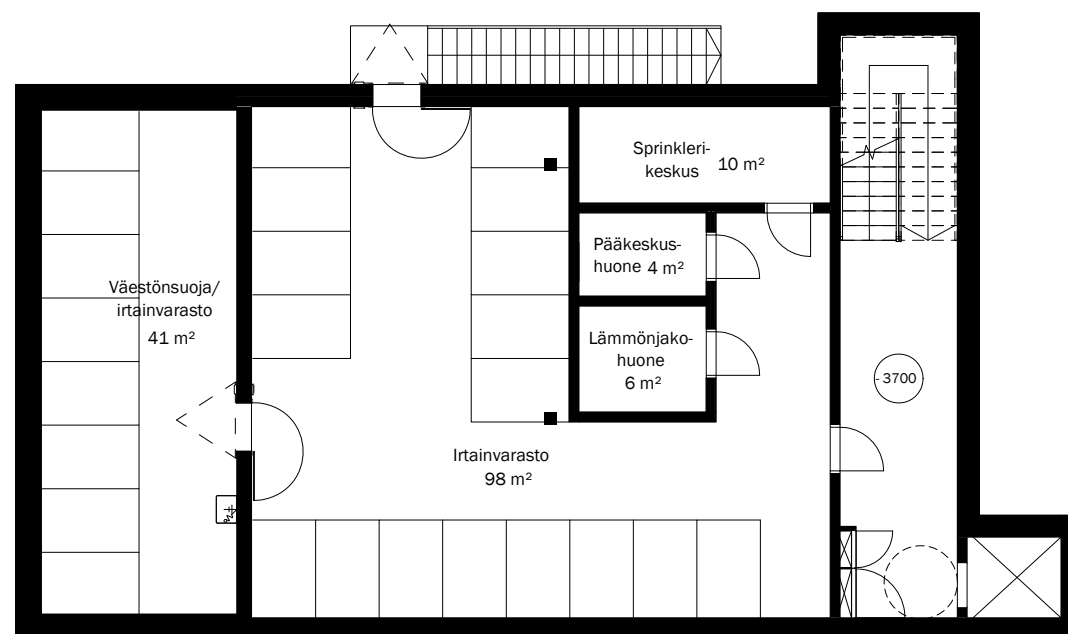 Sprinkleri-
keskus 10 m²
Pääkeskus-
huone 4 m²
Väestönsuoja/
irtainvarasto
41 m²
Lämmönjako-
huone
6 m²
- 3700
Irtainvarasto
98 m²